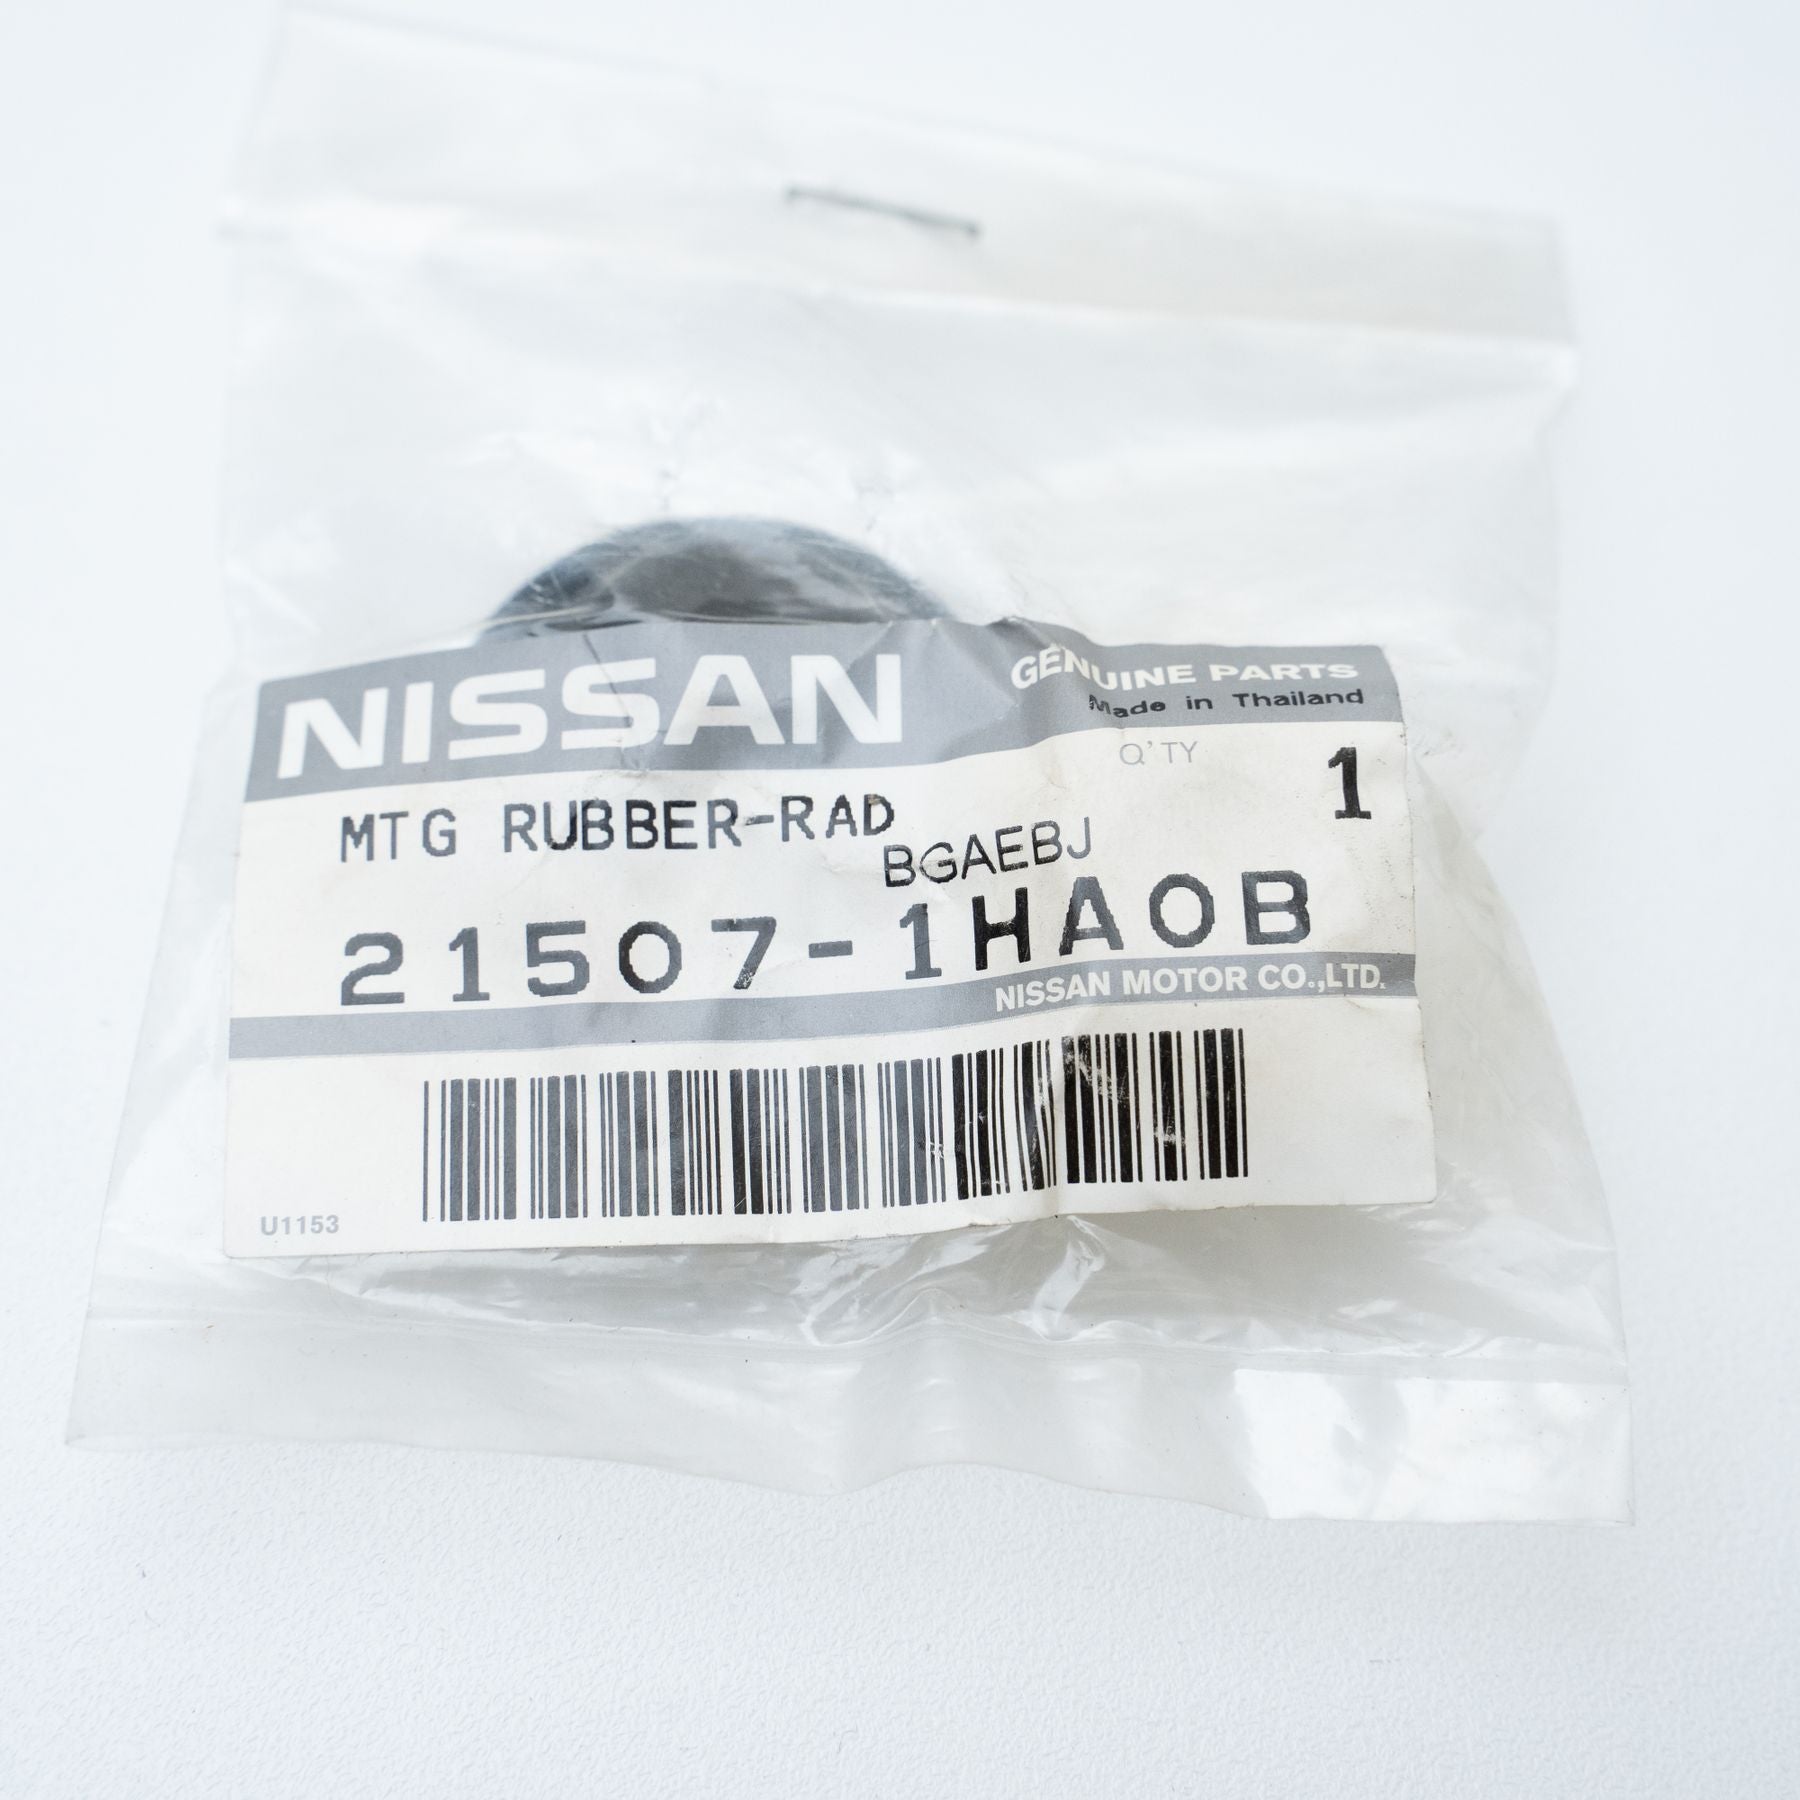 NISSAN
GENUINE PARTS
Made in Thailand
Q'TY 1
MTG RUBBER-RAD
BGAEBJ
21507-1HA0B
NISSAN MOTOR CO.,LTD.
U1153